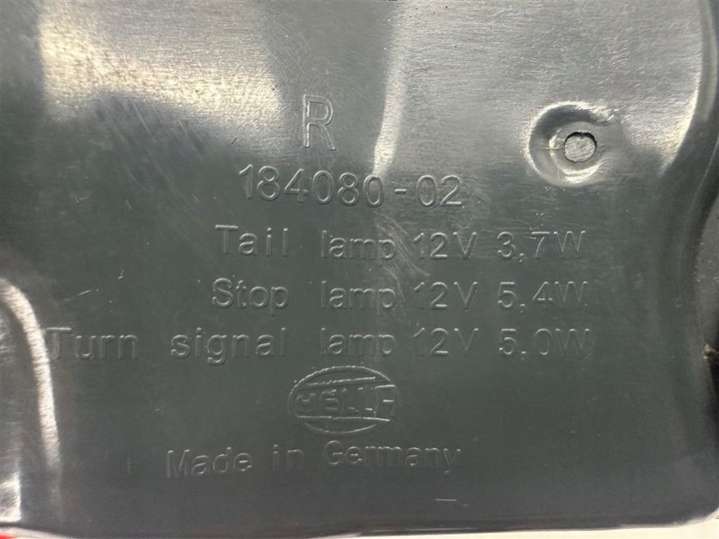 R
184080-02
Tail lamp 12V 3,7W
Stop lamp 12V 5,4W
Turn signal lamp 12V 5,0W
HELLA
Made in Germany